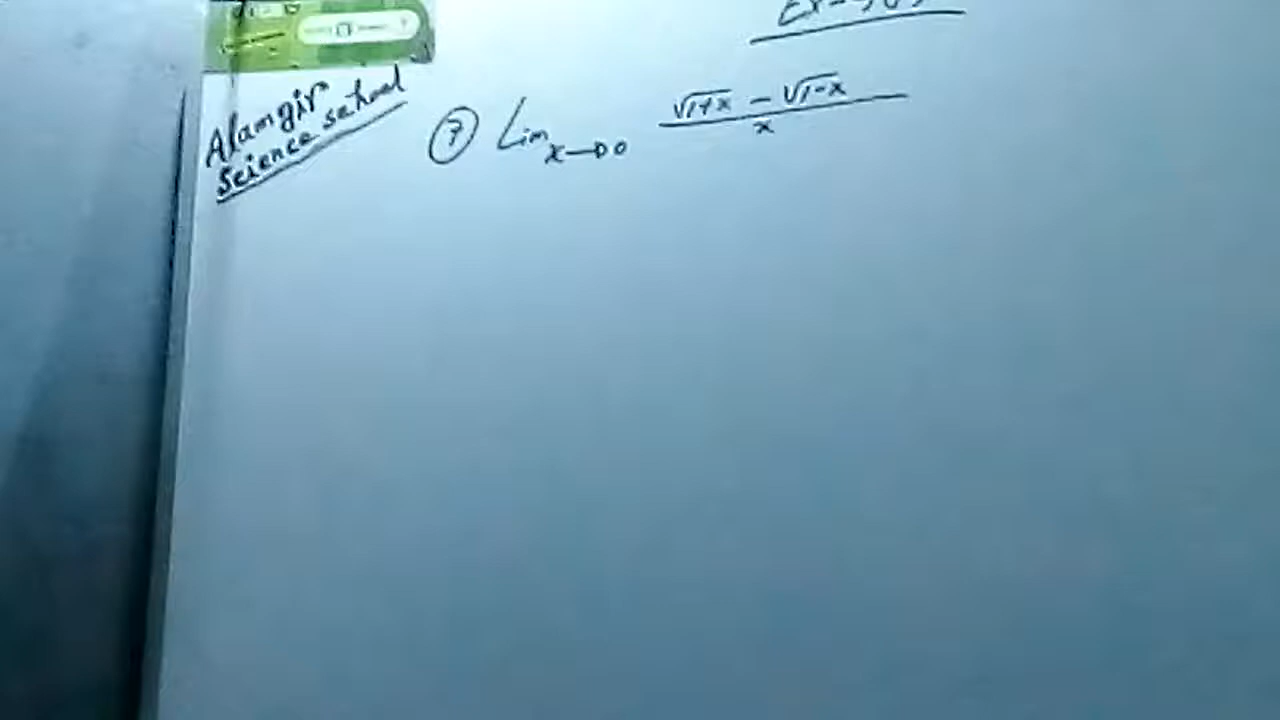 Alamgir
Science school
⑦ Lim x→0 √1+x − √1-x / x